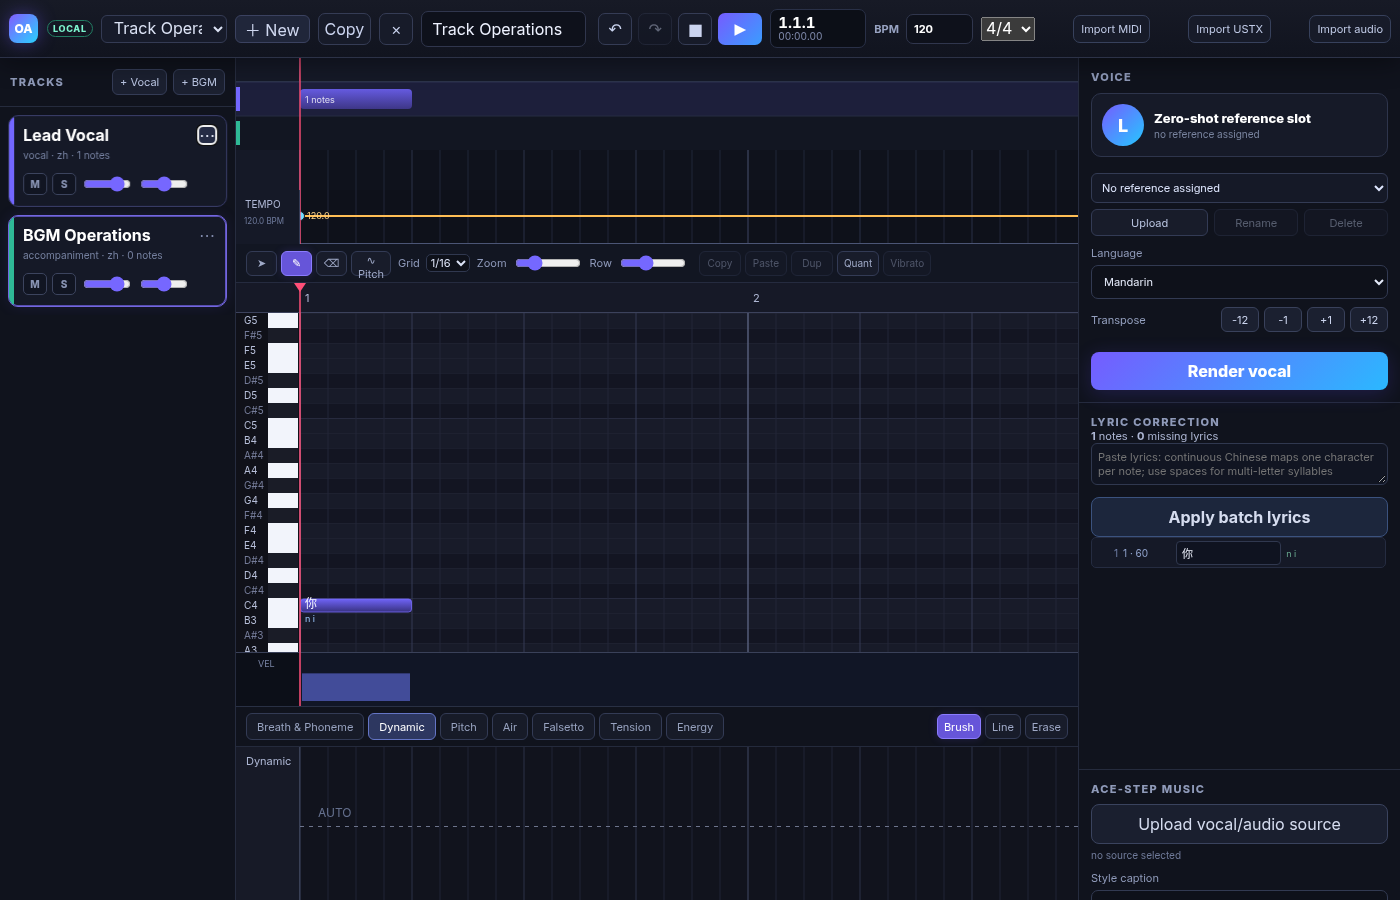 OA LOCAL Track Opera + New Copy × Track Operations ↶ ↷ ■ ▶ 1.1.1 BPM 120 4/4 Import MIDI Import USTX Import audio
00:00.00
TRACKS + Vocal + BGM
Lead Vocal ...
vocal · zh · 1 notes
M S
BGM Operations ...
accompaniment · zh · 0 notes
M S
1 notes
TEMPO
120.0 BPM
120.0
➤ ✎ ⌫ ∿ Pitch Grid 1/16 Zoom Row Copy Paste Dup Quant Vibrato
1 2
G5
F#5
F5
E5
D#5
D5
C#5
C5
B4
A#4
A4
G#4
G4
F#4
F4
E4
D#4
D4
C#4
C4 你
B3 n i
A#3
A3
VEL
Breath & Phoneme Dynamic Pitch Air Falsetto Tension Energy Brush Line Erase
Dynamic
AUTO
VOICE
L Zero-shot reference slot
no reference assigned
No reference assigned
Upload Rename Delete
Language
Mandarin
Transpose -12 -1 +1 +12
Render vocal
LYRIC CORRECTION
1 notes · 0 missing lyrics
Paste lyrics: continuous Chinese maps one character
per note; use spaces for multi-letter syllables
Apply batch lyrics
1 1 · 60 你 n i
ACE-STEP MUSIC
Upload vocal/audio source
no source selected
Style caption